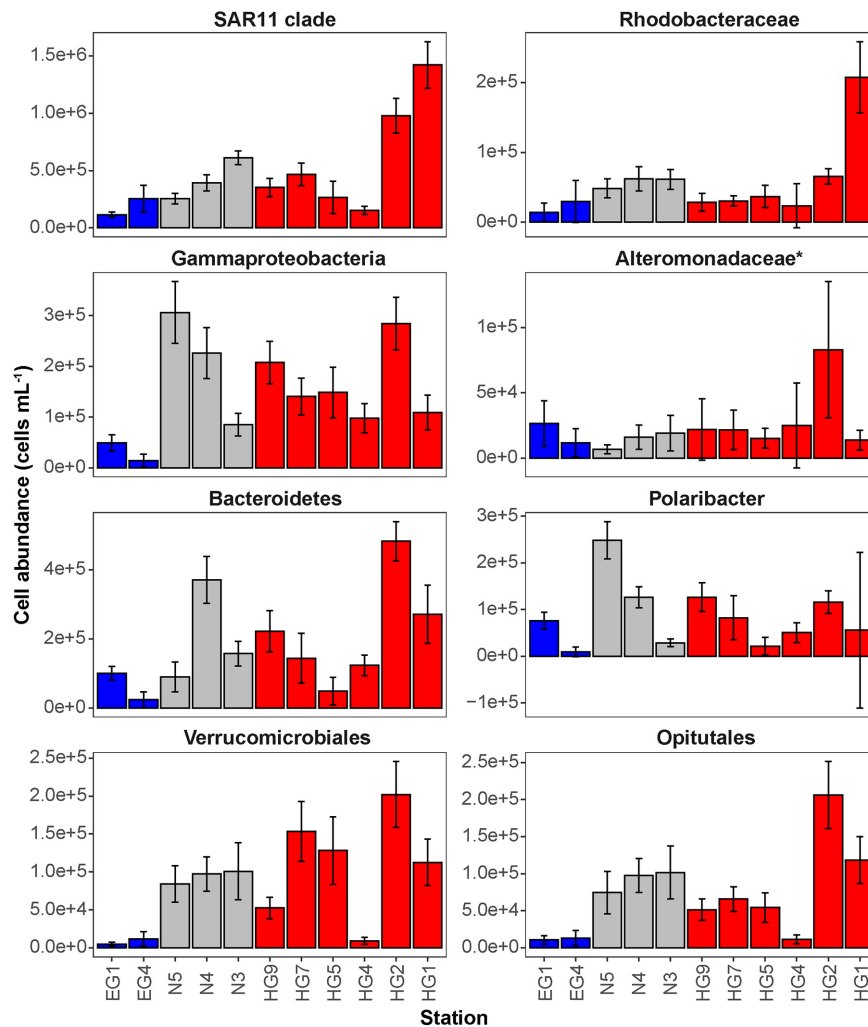 SAR11 clade
Rhodobacteraceae
1.5e+6
1.0e+6
5.0e+5
0.0e+0
2e+5
1e+5
0e+0
Gammaproteobacteria
Alteromonadaceae*
3e+5
2e+5
1e+5
0e+0
1e+5
5e+4
0e+0
Cell abundance (cells mL-1)
Bacteroidetes
Polaribacter
4e+5
2e+5
0e+0
3e+5
2e+5
1e+5
0e+0
−1e+5
Verrucomicrobiales
Opitutales
2.5e+5
2.0e+5
1.5e+5
1.0e+5
5.0e+4
0.0e+0
2.5e+5
2.0e+5
1.5e+5
1.0e+5
5.0e+4
0.0e+0
EG1 EG4 N5 N4 N3 HG9 HG7 HG5 HG4 HG2 HG1
EG1 EG4 N5 N4 N3 HG9 HG7 HG5 HG4 HG2 HG1
Station